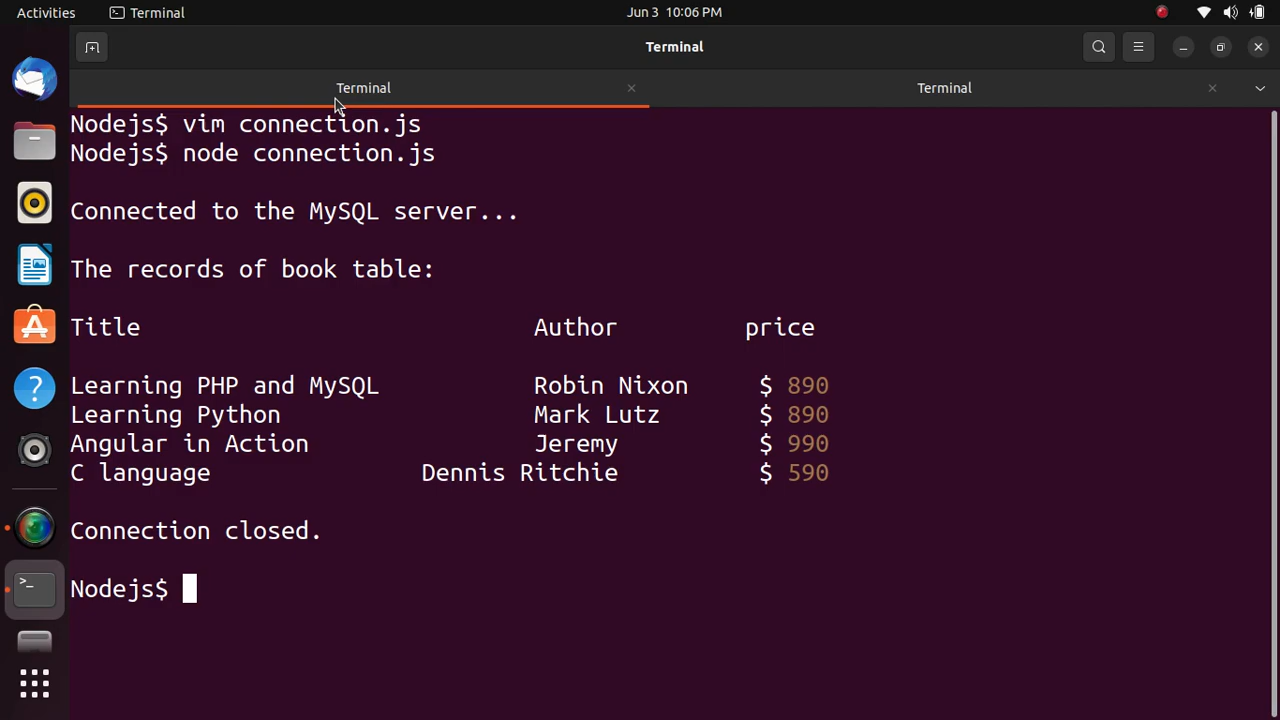 Activities Terminal Jun 3 10:06 PM
Terminal
Terminal Terminal
Nodejs$ vim connection.js
Nodejs$ node connection.js
Connected to the MySQL server...
The records of book table:
Title Author price
Learning PHP and MySQL Robin Nixon $ 890
Learning Python Mark Lutz $ 890
Angular in Action Jeremy $ 990
C language Dennis Ritchie $ 590
Connection closed.
Nodejs$